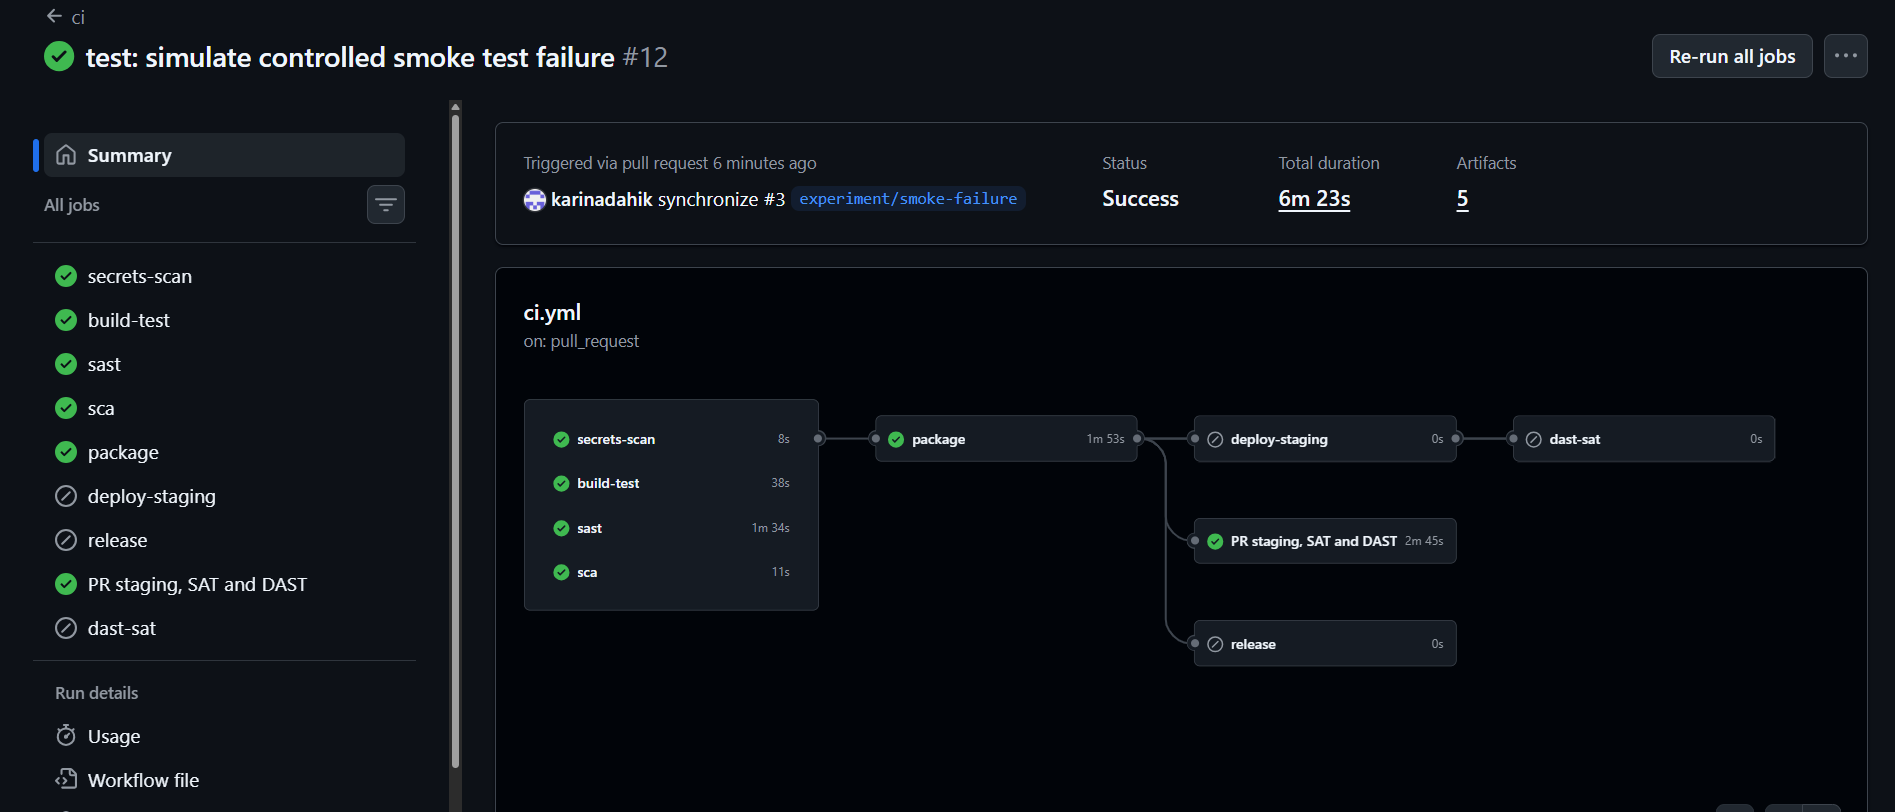 ci
test: simulate controlled smoke test failure #12
Re-run all jobs
Summary
All jobs
secrets-scan
build-test
sast
sca
package
deploy-staging
release
PR staging, SAT and DAST
dast-sat
Run details
Usage
Workflow file
Triggered via pull request 6 minutes ago
karinadahik synchronize #3 experiment/smoke-failure
Status
Success
Total duration
6m 23s
Artifacts
5
ci.yml
on: pull_request
secrets-scan 8s
build-test 38s
sast 1m 34s
sca 11s
package 1m 53s
deploy-staging 0s
dast-sat 0s
PR staging, SAT and DAST 2m 45s
release 0s